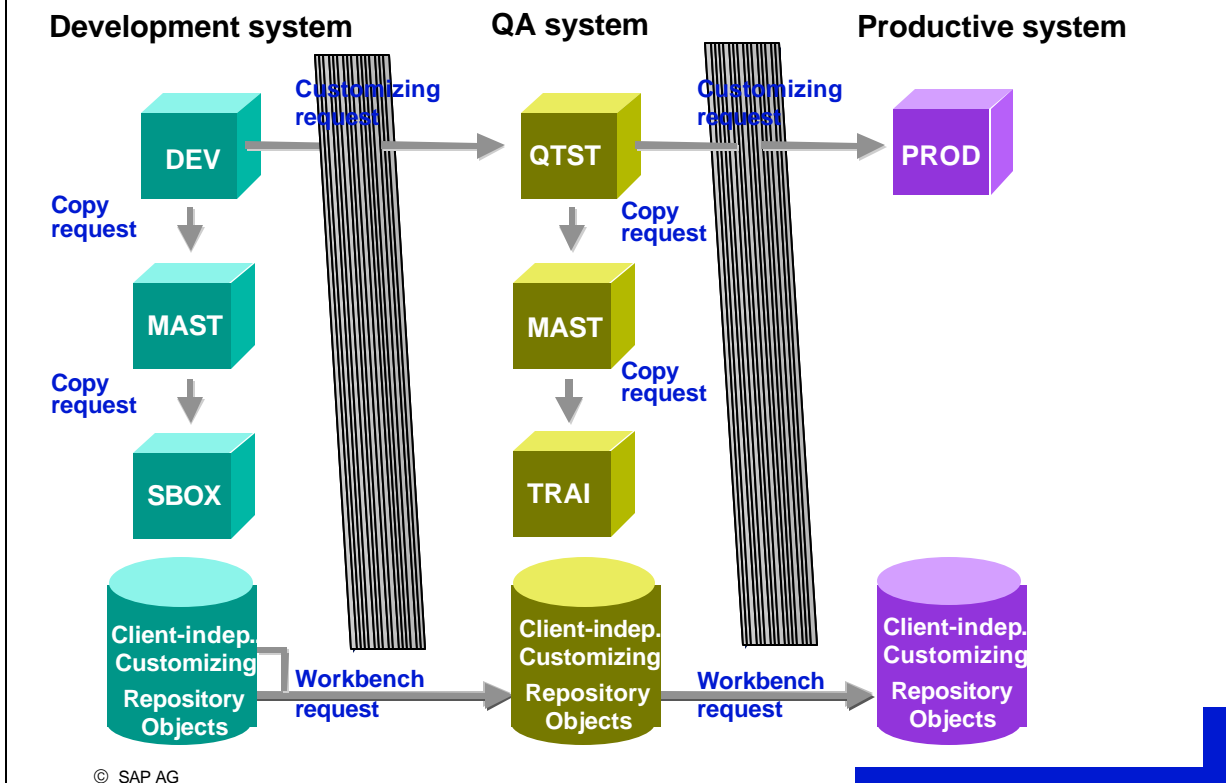 Development system
QA system
Productive system
Customizing
request
Customizing
request
DEV
QTST
PROD
Copy
request
Copy
request
MAST
MAST
Copy
request
Copy
request
SBOX
TRAI
Client-indep..
Customizing
Repository
Objects
Workbench
request
Client-indep.
Customizing
Repository
Objects
Workbench
request
Client-indep.
Customizing
Repository
Objects
© SAP AG